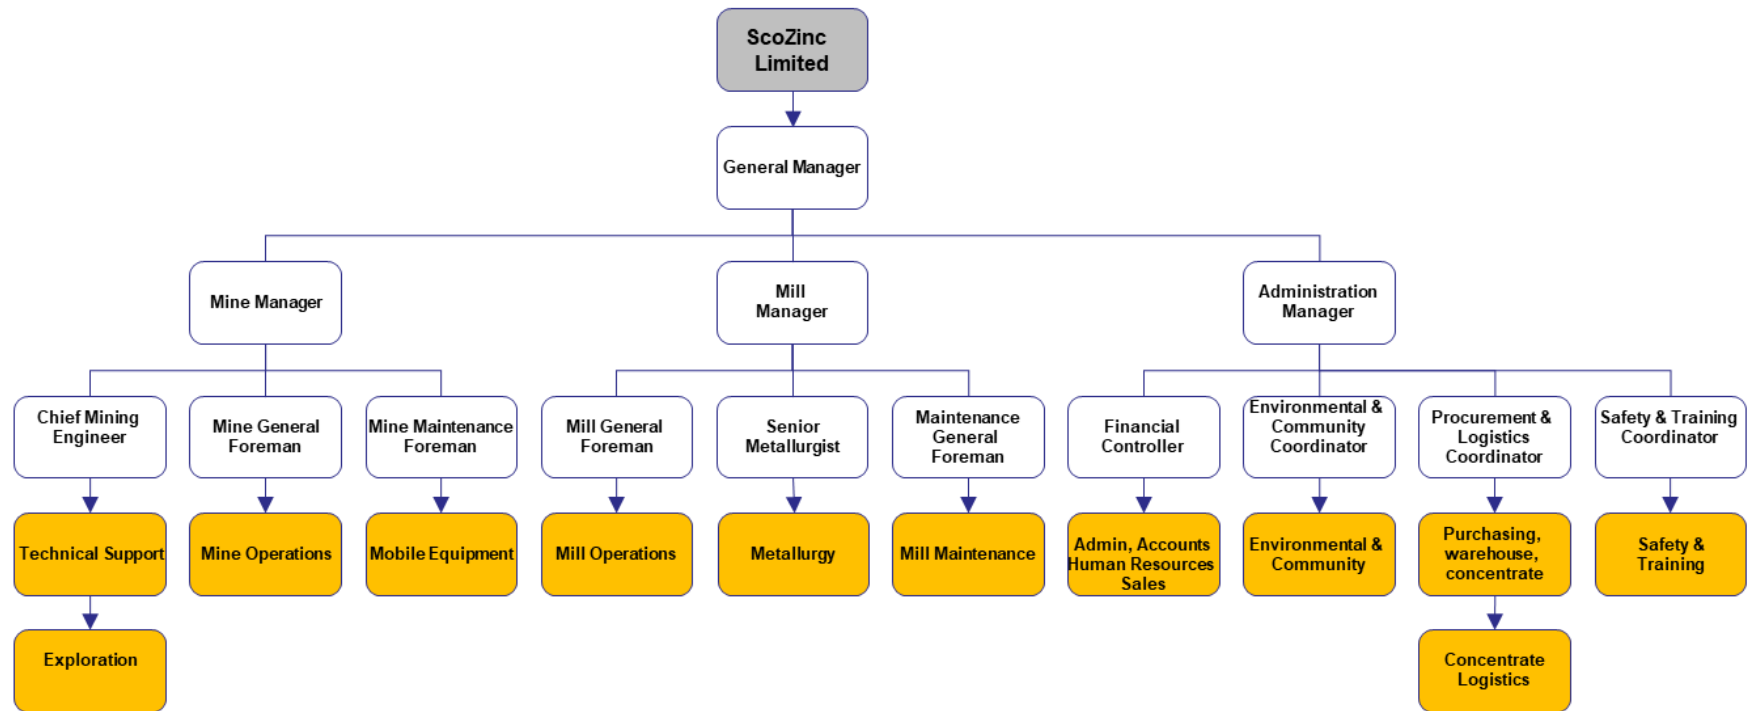 ScoZinc
Limited
General Manager
Mine Manager
Mill
Manager
Administration
Manager
Chief Mining
Engineer
Mine General
Foreman
Mine Maintenance
Foreman
Mill General
Foreman
Senior
Metallurgist
Maintenance
General
Foreman
Financial
Controller
Environmental &
Community
Coordinator
Procurement &
Logistics
Coordinator
Safety & Training
Coordinator
Technical Support
Mine Operations
Mobile Equipment
Mill Operations
Metallurgy
Mill Maintenance
Admin, Accounts
Human Resources
Sales
Environmental &
Community
Purchasing,
warehouse,
concentrate
Safety &
Training
Exploration
Concentrate
Logistics